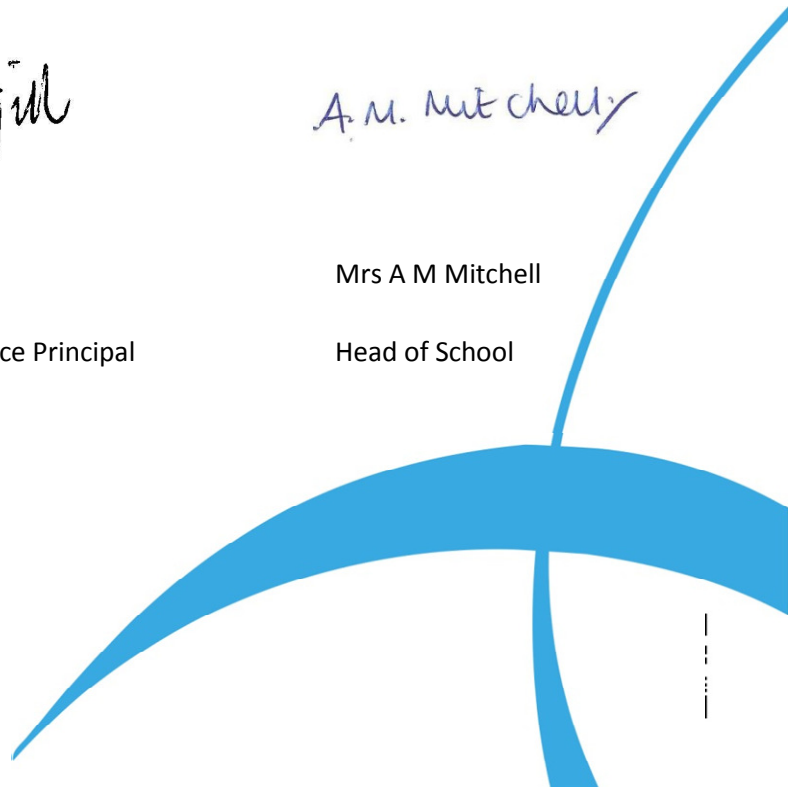 A.M. Mitchell
Mrs A M Mitchell
ce Principal
Head of School